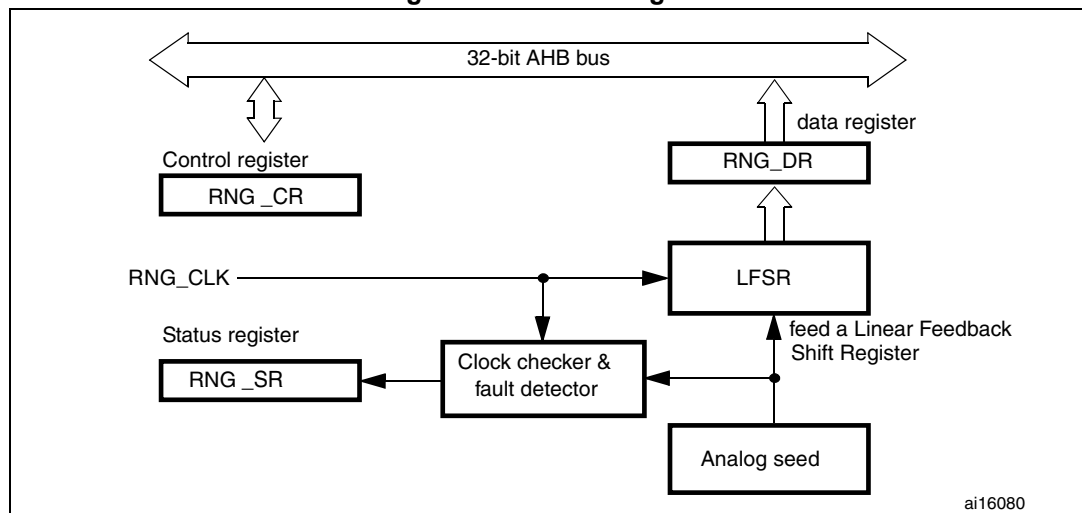 32-bit AHB bus
data register
Control register
RNG_DR
RNG _CR
RNG_CLK
LFSR
Status register
feed a Linear Feedback
Shift Register
RNG _SR
Clock checker &
fault detector
Analog seed
ai16080